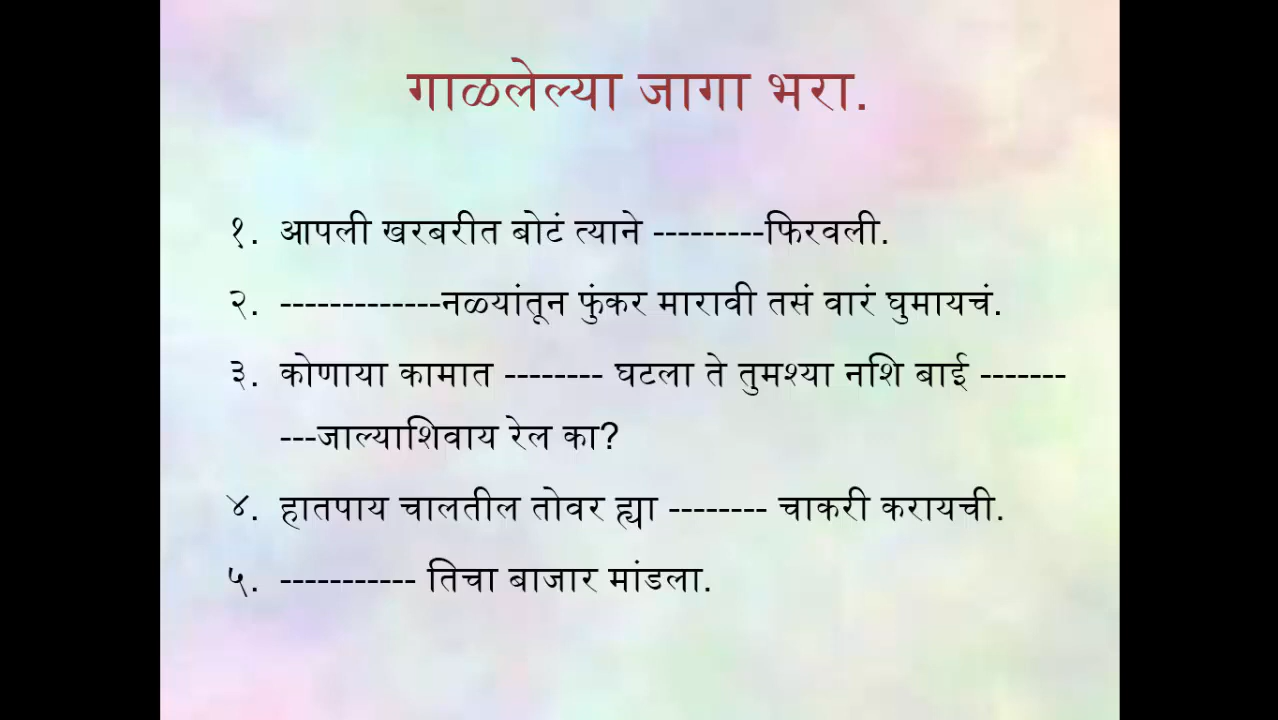 गाळलेल्या जागा भरा.
१. आपली खरबरीत बोटं त्याने ---------फिरवली.
२. -------------नळ्यांतून फुंकर मारावी तसं वारं घुमायचं.
३. कोणाया कामात -------- घटला ते तुमश्या नशि बाई -------
---जाल्याशिवाय रेल का?
४. हातपाय चालतील तोवर ह्या -------- चाकरी करायची.
५. ----------- तिचा बाजार मांडला.